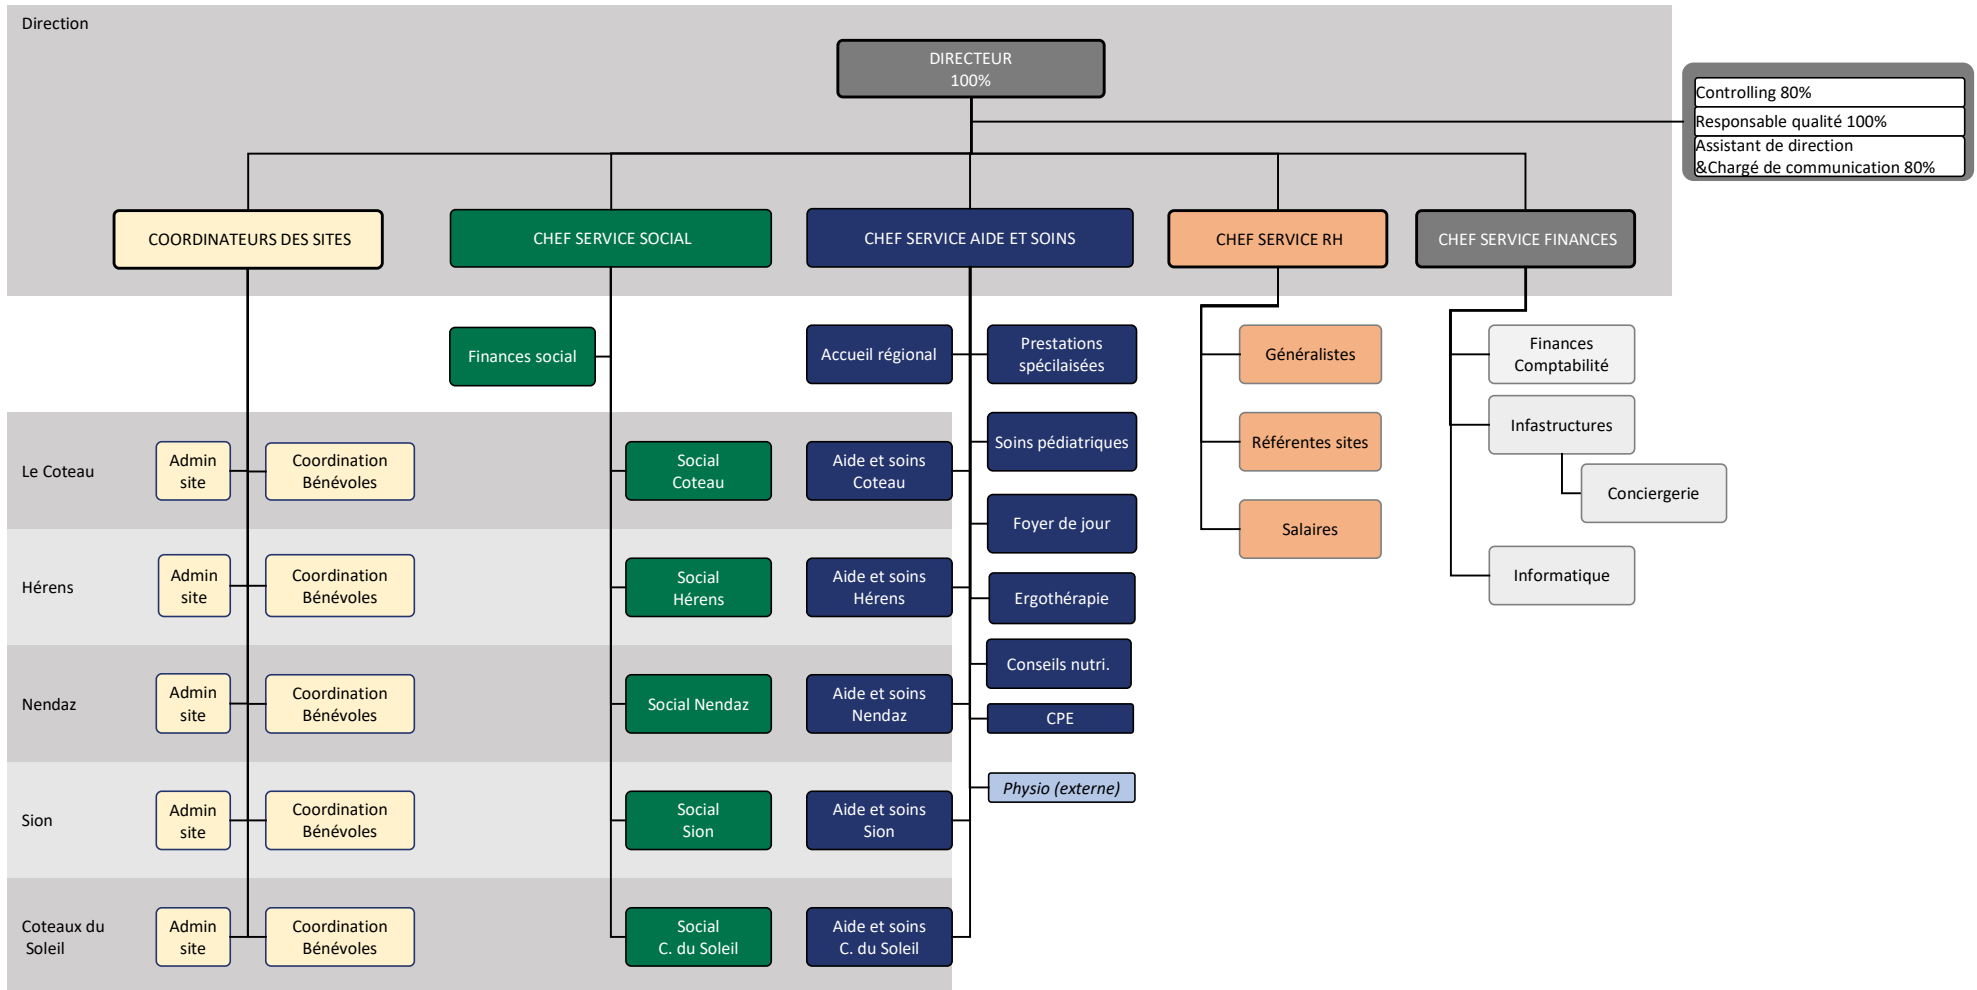 Direction
DIRECTEUR
100%
Controlling 80%
Responsable qualité 100%
Assistant de direction
&Chargé de communication 80%
COORDINATEURS DES SITES
CHEF SERVICE SOCIAL
CHEF SERVICE AIDE ET SOINS
CHEF SERVICE RH
CHEF SERVICE FINANCES
Finances social
Accueil régional
Prestations
spécilaisées
Généralistes
Finances
Comptabilité
Le Coteau
Admin
site
Coordination
Bénévoles
Social
Coteau
Aide et soins
Coteau
Soins pédiatriques
Référentes sites
Infastructures
Conciergerie
Foyer de jour
Salaires
Hérens
Admin
site
Coordination
Bénévoles
Social
Hérens
Aide et soins
Hérens
Ergothérapie
Informatique
Conseils nutri.
Nendaz
Admin
site
Coordination
Bénévoles
Social Nendaz
Aide et soins
Nendaz
CPE
Physio (externe)
Sion
Admin
site
Coordination
Bénévoles
Social
Sion
Aide et soins
Sion
Coteaux du
Soleil
Admin
site
Coordination
Bénévoles
Social
C. du Soleil
Aide et soins
C. du Soleil